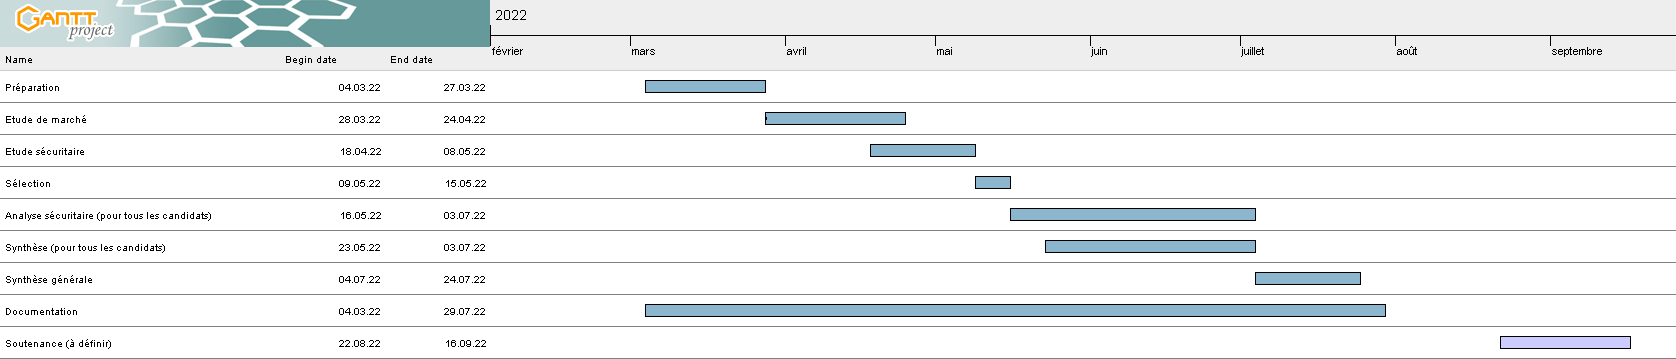 GANTT project
2022
février mars avril mai juin juillet août septembre
Name Begin date End date
Préparation 04.03.22 27.03.22
Etude de marché 28.03.22 24.04.22
Etude sécuritaire 18.04.22 08.05.22
Sélection 09.05.22 15.05.22
Analyse sécuritaire (pour tous les candidats) 16.05.22 03.07.22
Synthèse (pour tous les candidats) 23.05.22 03.07.22
Synthèse générale 04.07.22 24.07.22
Documentation 04.03.22 29.07.22
Soutenance (à définir) 22.08.22 16.09.22